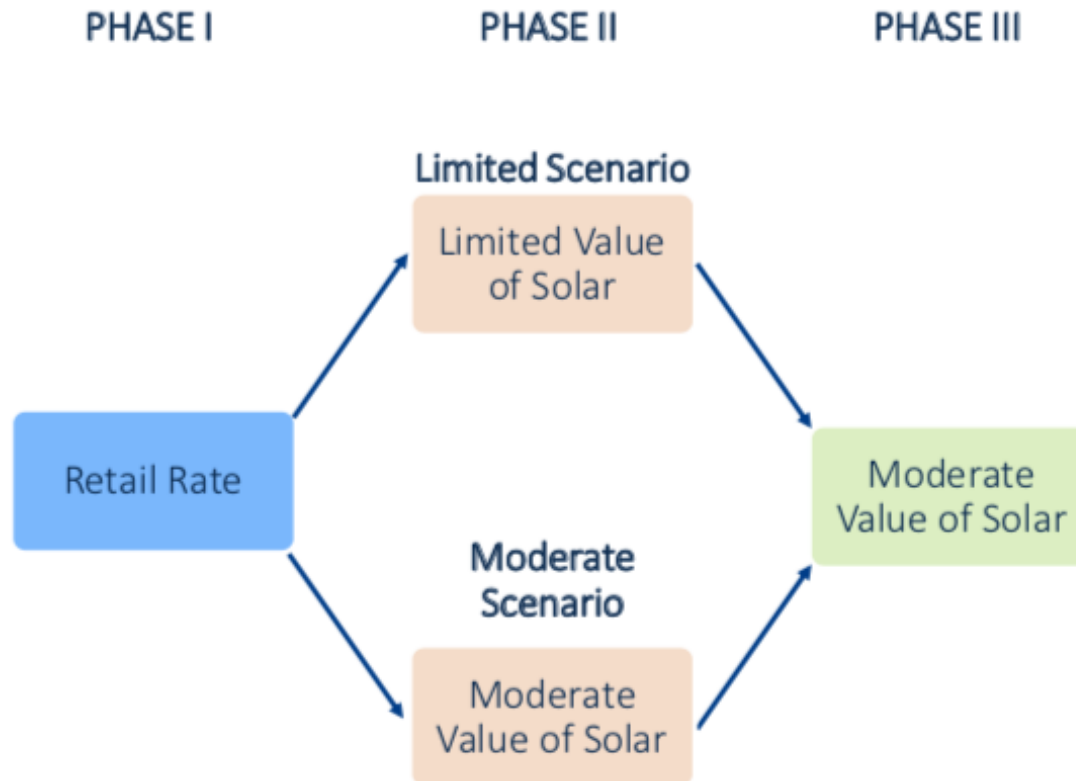 PHASE I
PHASE II
PHASE III
Limited Scenario
Limited Value
of Solar
Retail Rate
Moderate
Value of Solar
Moderate
Scenario
Moderate
Value of Solar